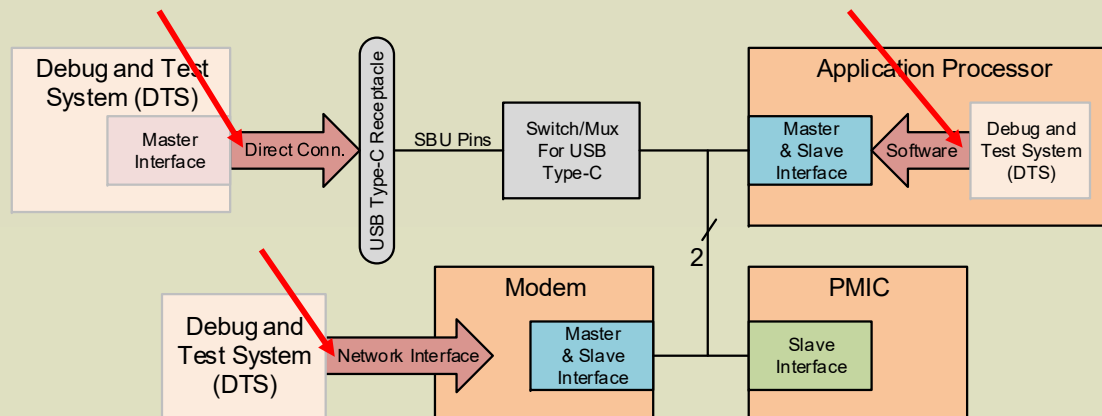 Debug and Test
System (DTS)
Master
Interface
Direct Conn.
USB Type-C Receptacle
SBU Pins
Switch/Mux
For USB
Type-C
Application Processor
Master
& Slave
Interface
Software
Debug and
Test System
(DTS)
2
Debug and
Test System
(DTS)
Network Interface
Modem
Master
& Slave
Interface
PMIC
Slave
Interface